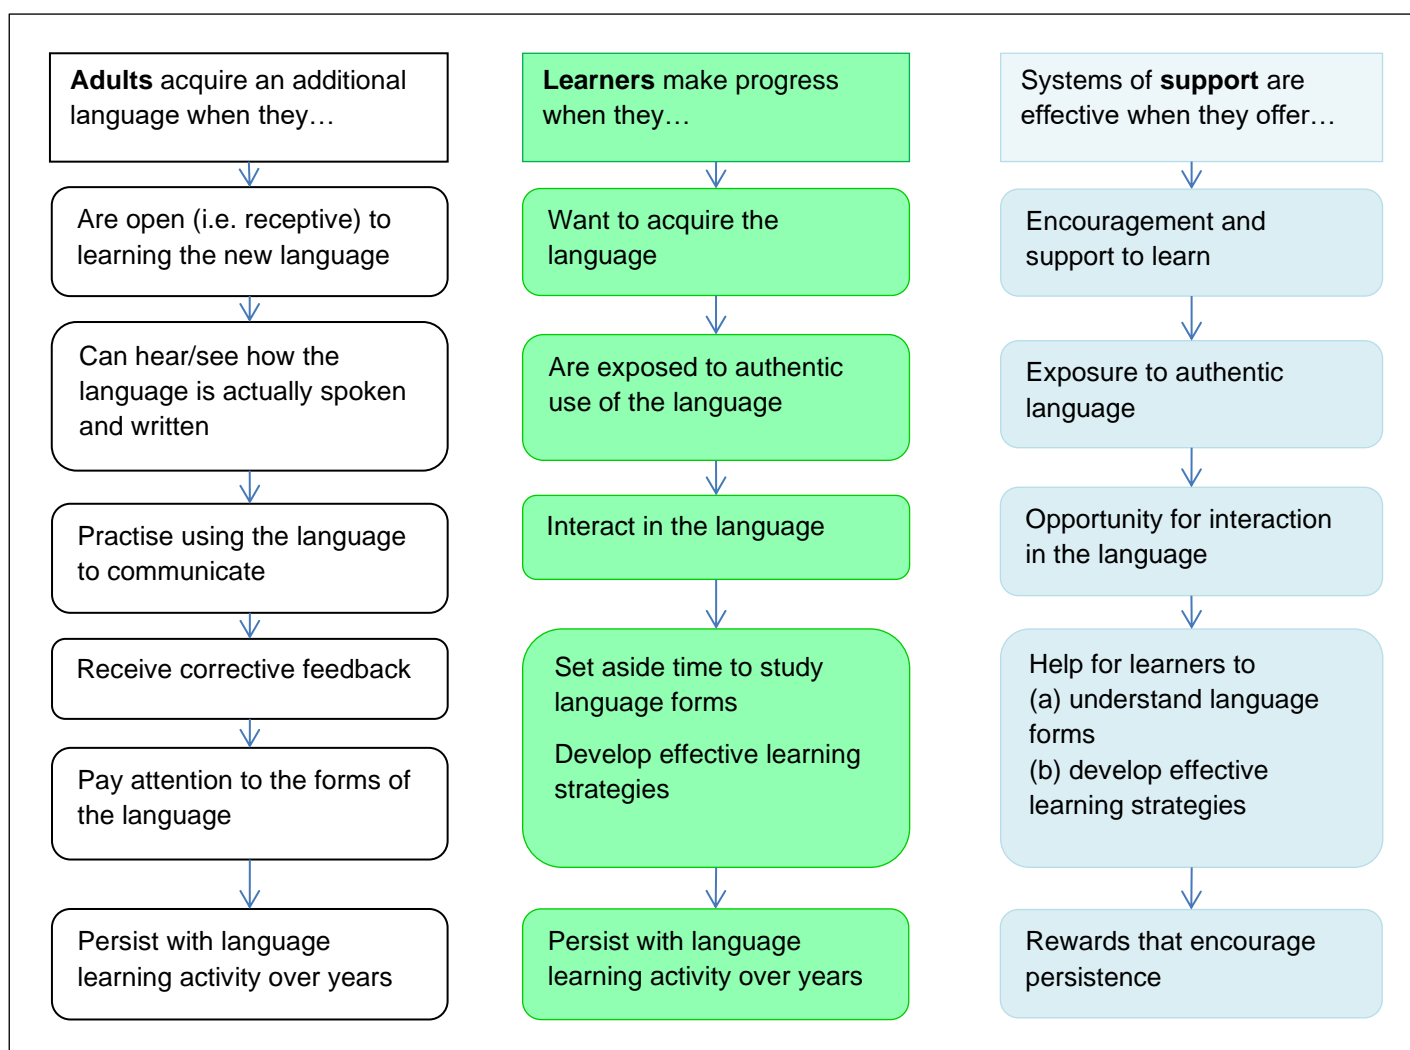 Adults acquire an additional
language when they…
Are open (i.e. receptive) to
learning the new language
Can hear/see how the
language is actually spoken
and written
Practise using the language
to communicate
Receive corrective feedback
Pay attention to the forms of
the language
Persist with language
learning activity over years
Learners make progress
when they…
Want to acquire the
language
Are exposed to authentic
use of the language
Interact in the language
Set aside time to study
language forms
Develop effective learning
strategies
Persist with language
learning activity over years
Systems of support are
effective when they offer…
Encouragement and
support to learn
Exposure to authentic
language
Opportunity for interaction
in the language
Help for learners to
(a) understand language
forms
(b) develop effective
learning strategies
Rewards that encourage
persistence